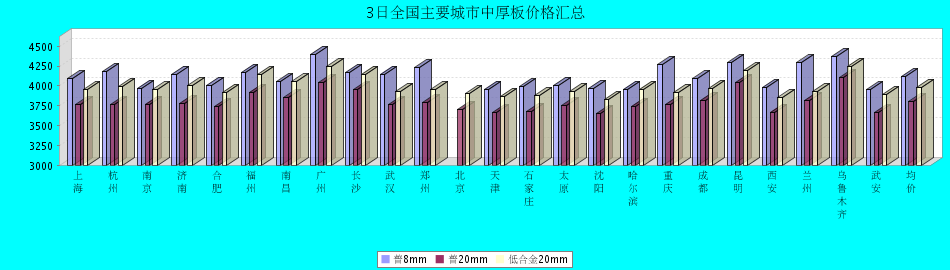 3日全国主要城市中厚板价格汇总
4500
4250
4000
3750
3500
3250
3000
上海
杭州
南京
济南
合肥
福州
南昌
广州
长沙
武汉
郑州
北京
天津
石家庄
太原
沈阳
哈尔滨
重庆
成都
昆明
西安
兰州
乌鲁木齐
武安
均价
普8mm
普20mm
低合金20mm